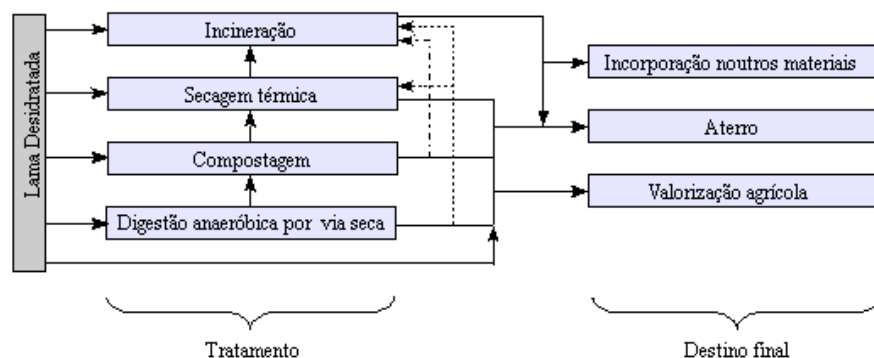 Lama Desidratada
Incineração
Secagem térmica
Compostagem
Digestão anaeróbica por via seca
Incorporação noutros materiais
Aterro
Valorização agrícola
Tratamento
Destino final